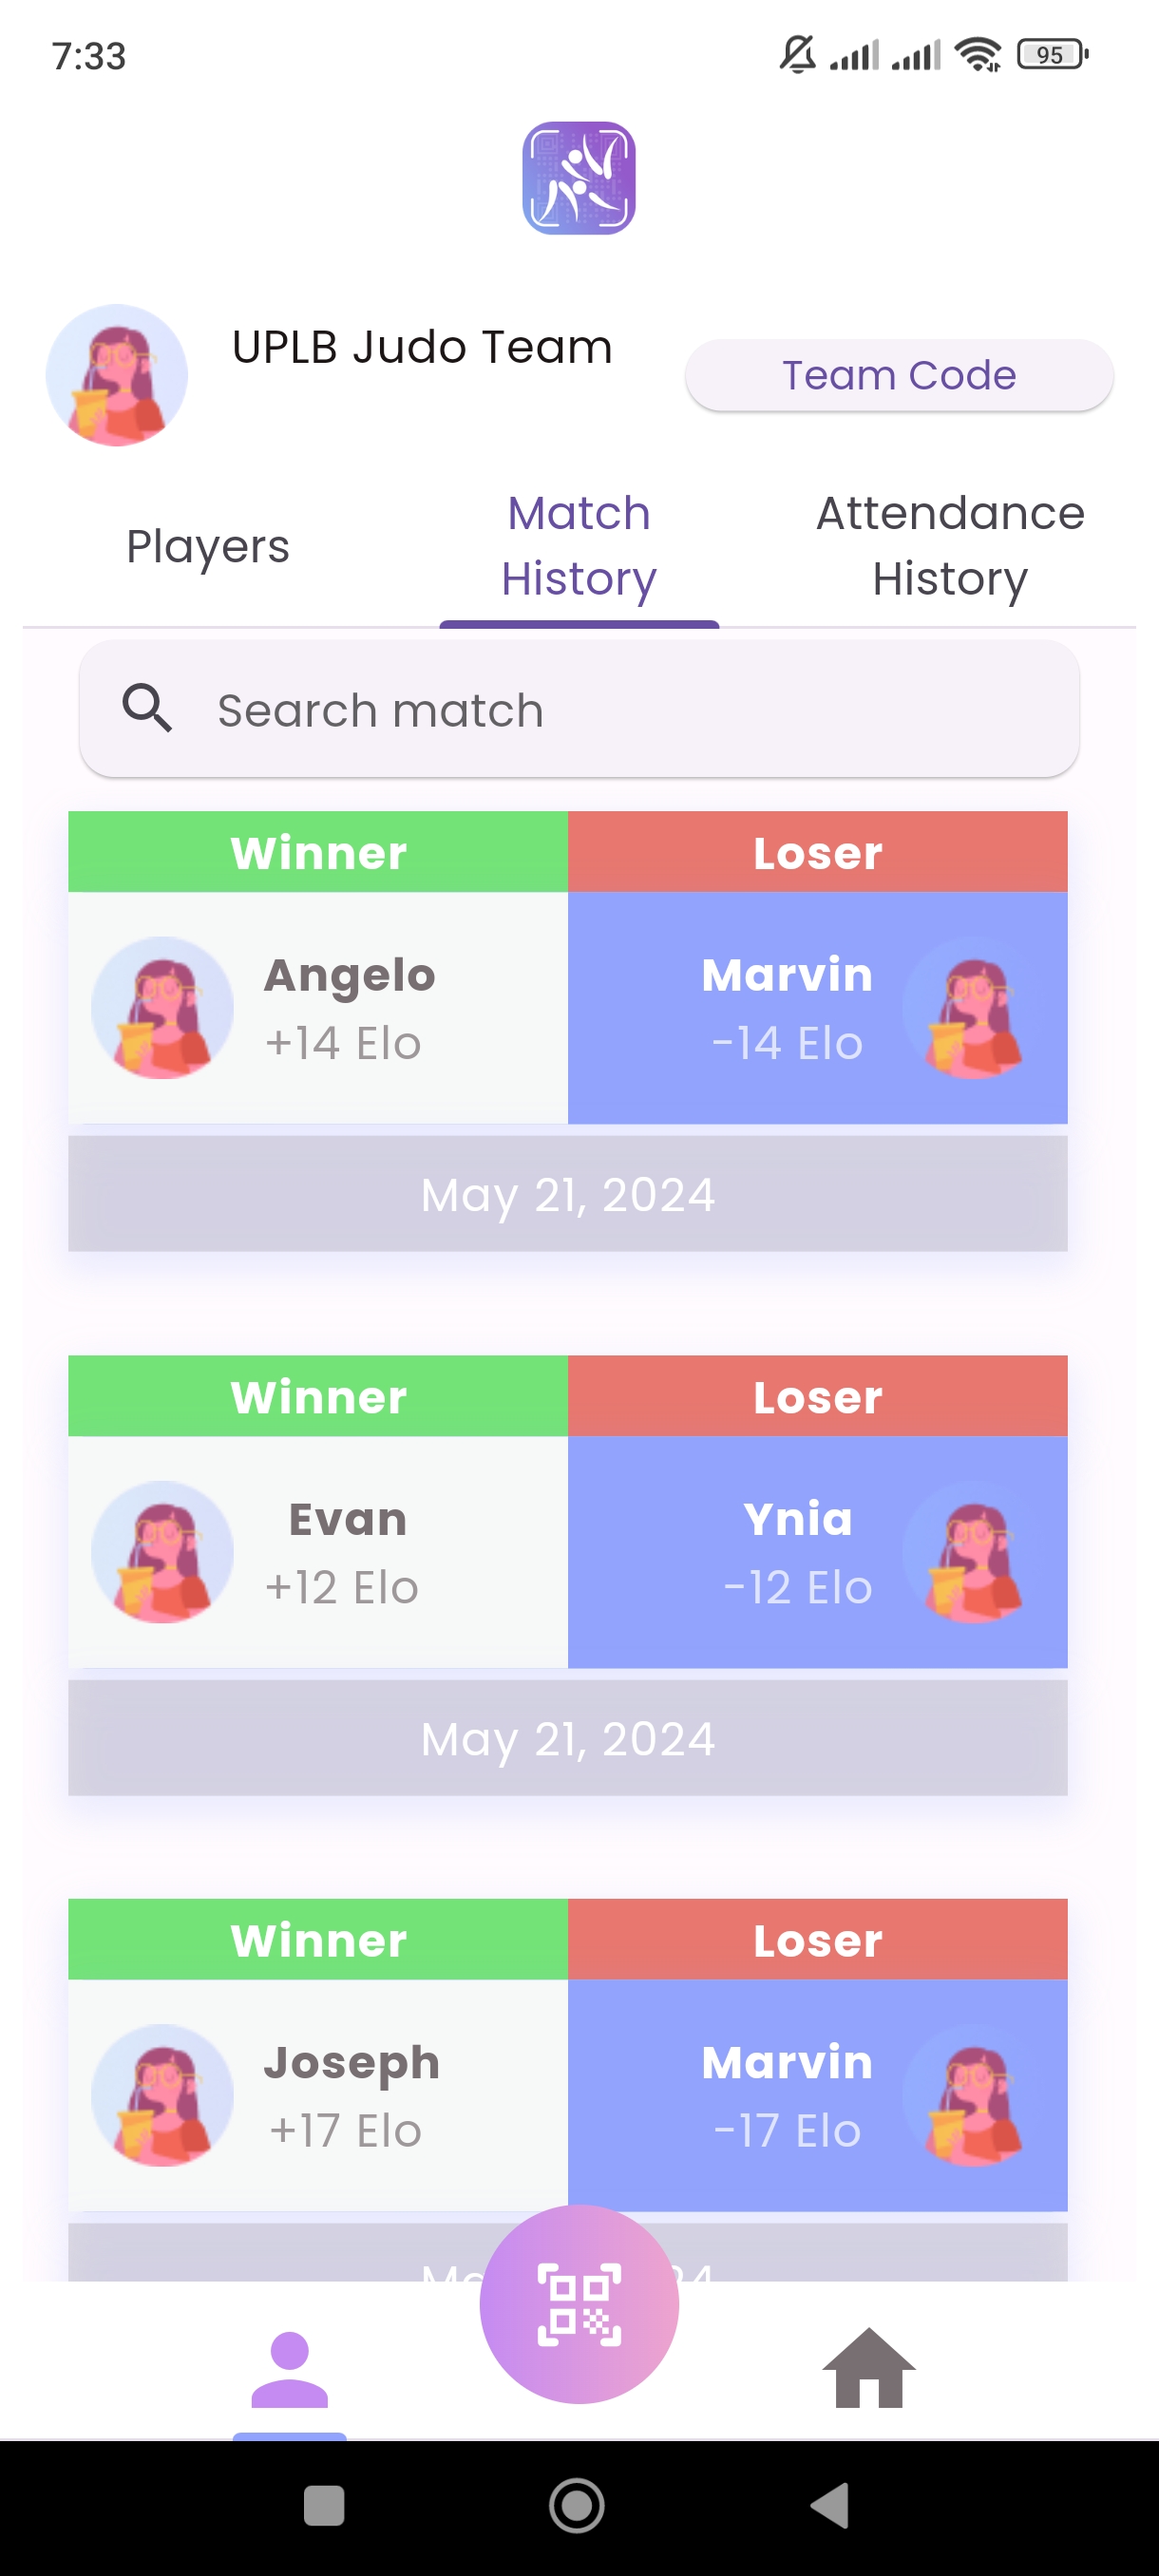 7:33
95
UPLB Judo Team
Team Code
Players
Match
History
Attendance
History
Search match
Winner
Loser
Angelo
+14 Elo
Marvin
-14 Elo
May 21, 2024
Winner
Loser
Evan
+12 Elo
Ynia
-12 Elo
May 21, 2024
Winner
Loser
Joseph
+17 Elo
Marvin
-17 Elo